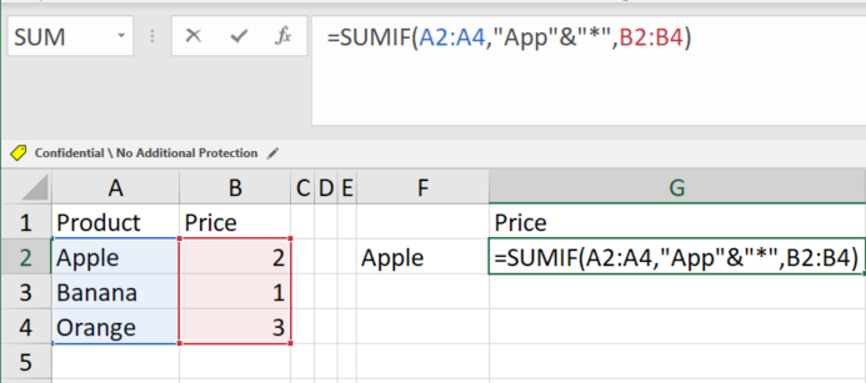 SUM fx =SUMIF(A2:A4,"App"&"*",B2:B4)
Confidential \ No Additional Protection
A B C D E F G
1 Product Price Price
2 Apple 2 Apple =SUMIF(A2:A4,"App"&"*",B2:B4)
3 Banana 1
4 Orange 3
5